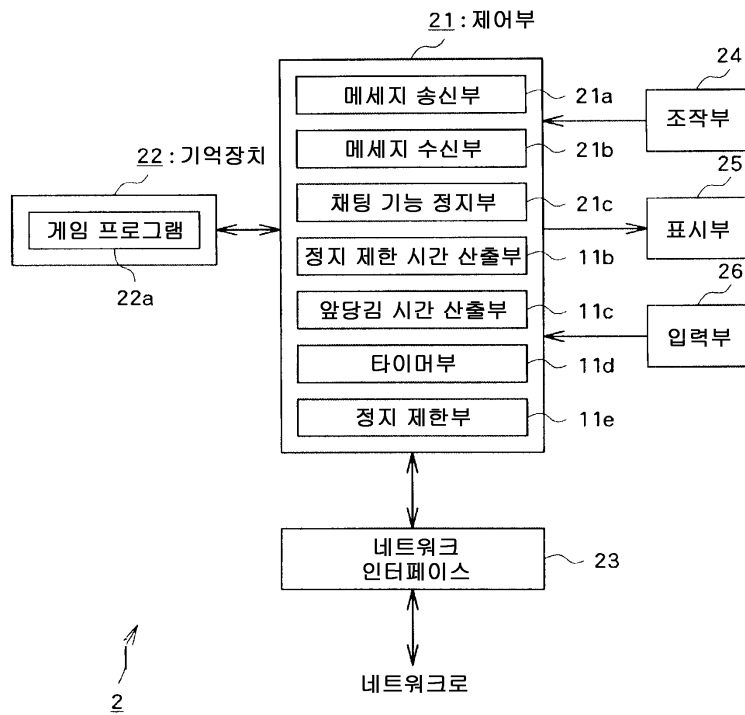 21 : 제어부
메세지 송신부
21a
메세지 수신부
21b
채팅 기능 정지부
21c
정지 제한 시간 산출부
11b
앞당김 시간 산출부
11c
타이머부
11d
정지 제한부
11e
22 : 기억장치
게임 프로그램
22a
24
조작부
25
표시부
26
입력부
네트워크
인터페이스
23
네트워크로
2